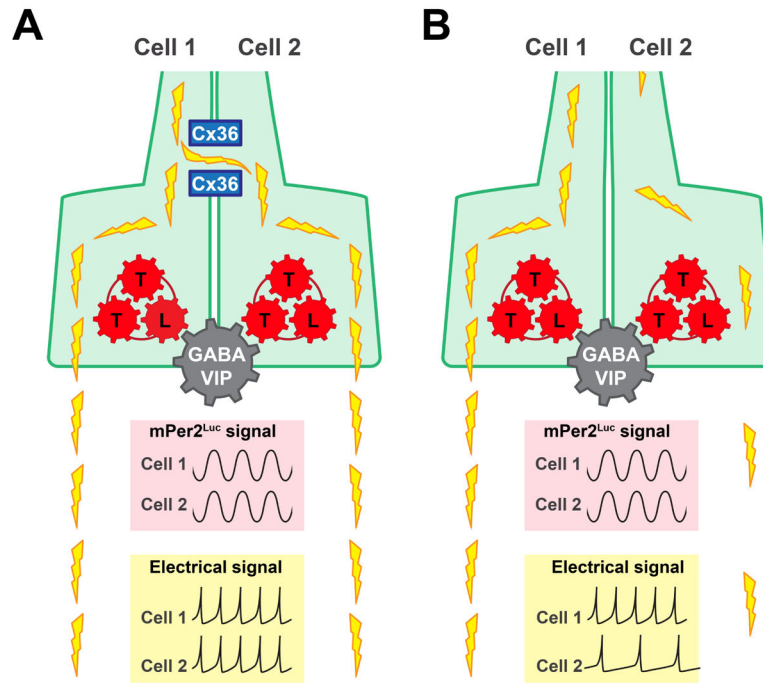 A
Cell 1 Cell 2
Cx36
Cx36
T
T L
T
T L
GABA
VIP
mPer2ᴸᵘᶜ signal
Cell 1
Cell 2
Electrical signal
Cell 1
Cell 2
B
Cell 1 Cell 2
T
T L
T
T L
GABA
VIP
mPer2ᴸᵘᶜ signal
Cell 1
Cell 2
Electrical signal
Cell 1
Cell 2